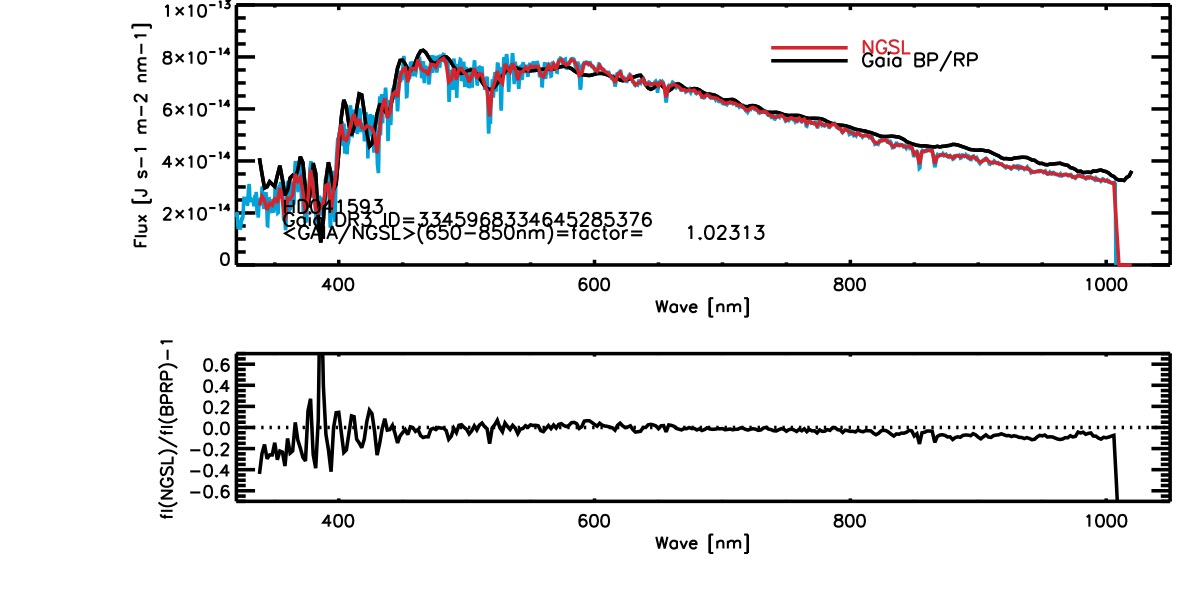 1×10−13
8×10−14
6×10−14
4×10−14
2×10−14
0
Flux [J s−1 m−2 nm−1]
NGSL
Gaia BP/RP
HD041593
Gaia DR3 ID=3345968334645285376
<GAIA/NGSL>(650−850nm)=factor= 1.02313
400 600 800 1000
Wave [nm]
fl(NGSL)/fl(BPRP)−1
0.6
0.4
0.2
0.0
−0.2
−0.4
−0.6
400 600 800 1000
Wave [nm]